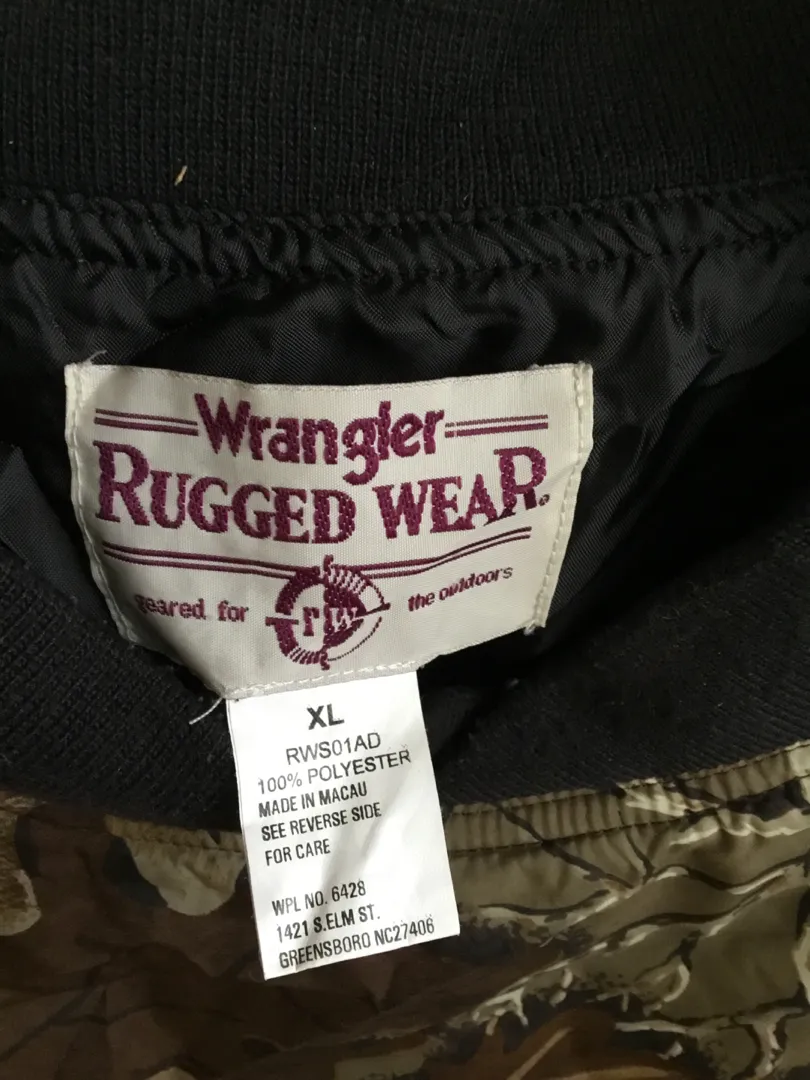 Wrangler
RUGGED WEAR®
geared for the outdoors
rw
XL
RWS01AD
100% POLYESTER
MADE IN MACAU
SEE REVERSE SIDE
FOR CARE
WPL NO. 6428
1421 S.ELM ST.
GREENSBORO NC27406